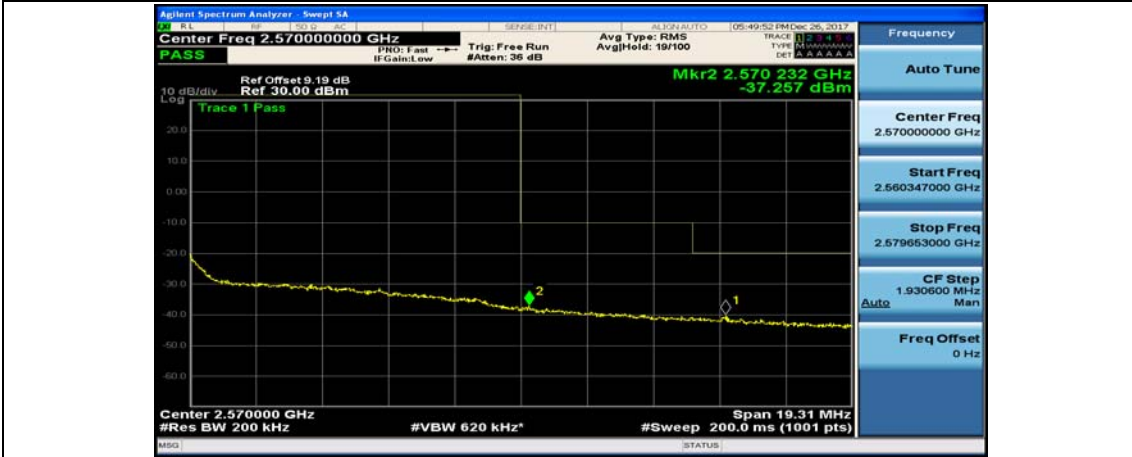 Agilent Spectrum Analyzer - Swept SA
RL RF 50 Ω AC SENSE:INT ALIGN AUTO 05:49:52 PM Dec 26, 2017
Center Freq 2.570000000 GHz
PASS
PNO: Fast
IFGain:Low
Trig: Free Run
#Atten: 36 dB
Avg Type: RMS
Avg|Hold: 19/100
TRACE 1 2 3 4 5 6
TYPE M
DET A A A A A A
Ref Offset 9.19 dB
10 dB/div Ref 30.00 dBm
Log
Mkr2 2.570 232 GHz
-37.257 dBm
Trace 1 Pass
20.0
10.0
0.00
-10.0
-20.0
-30.0
-40.0
-50.0
-60.0
2
1
Center 2.570000 GHz
Span 19.31 MHz
#Res BW 200 kHz
#VBW 620 kHz*
#Sweep 200.0 ms (1001 pts)
MSG
STATUS
Frequency
Auto Tune
Center Freq
2.570000000 GHz
Start Freq
2.560347000 GHz
Stop Freq
2.579653000 GHz
CF Step
1.930600 MHz
Auto Man
Freq Offset
0 Hz